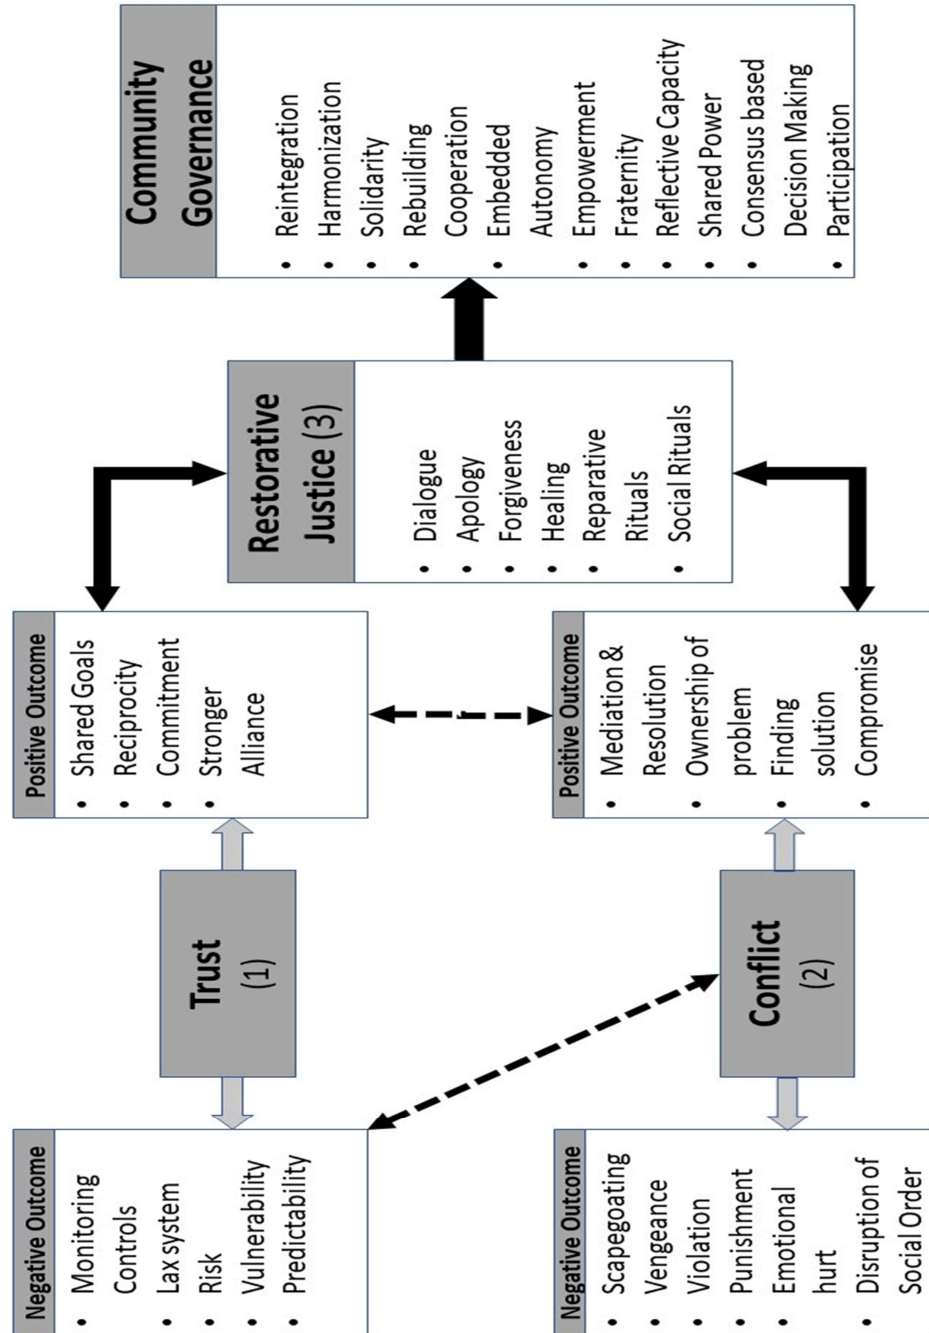 Negative Outcome
• Monitoring
Controls
• Lax system
• Risk
• Vulnerability
• Predictability
Trust
(1)
Positive Outcome
• Shared Goals
• Reciprocity
• Commitment
• Stronger
Alliance
Negative Outcome
• Scapegoating
• Vengeance
• Violation
• Punishment
• Emotional
hurt
• Disruption of
Social Order
Conflict
(2)
Positive Outcome
• Mediation &
Resolution
• Ownership of
problem
• Finding
solution
• Compromise
Restorative
Justice (3)
• Dialogue
• Apology
• Forgiveness
• Healing
• Reparative
Rituals
• Social Rituals
Community
Governance
• Reintegration
• Harmonization
• Solidarity
• Rebuilding
Cooperation
• Embedded
Autonomy
• Empowerment
• Fraternity
• Reflective Capacity
• Shared Power
• Consensus based
Decision Making
• Participation